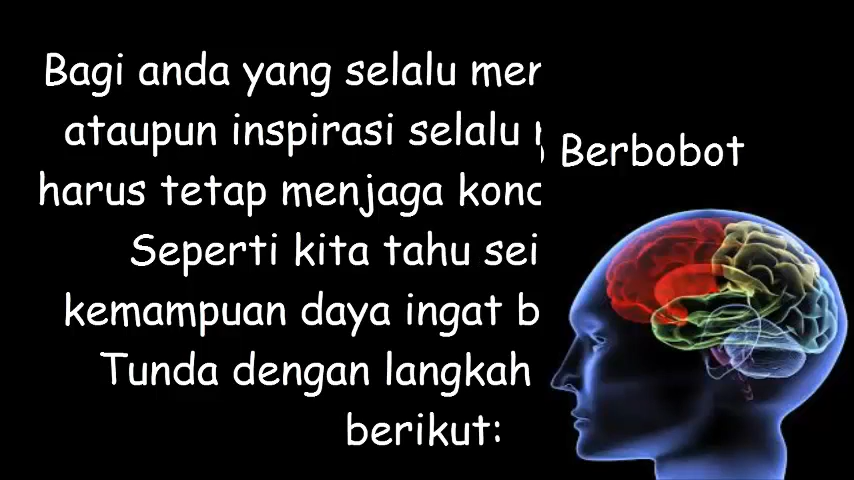 Bagi anda yang selalu
ataupun inspirasi selalu
harus tetap menjaga
Seperti kita tahu
kemampuan daya ingat
Tunda dengan langkah
berikut:
Berbobot